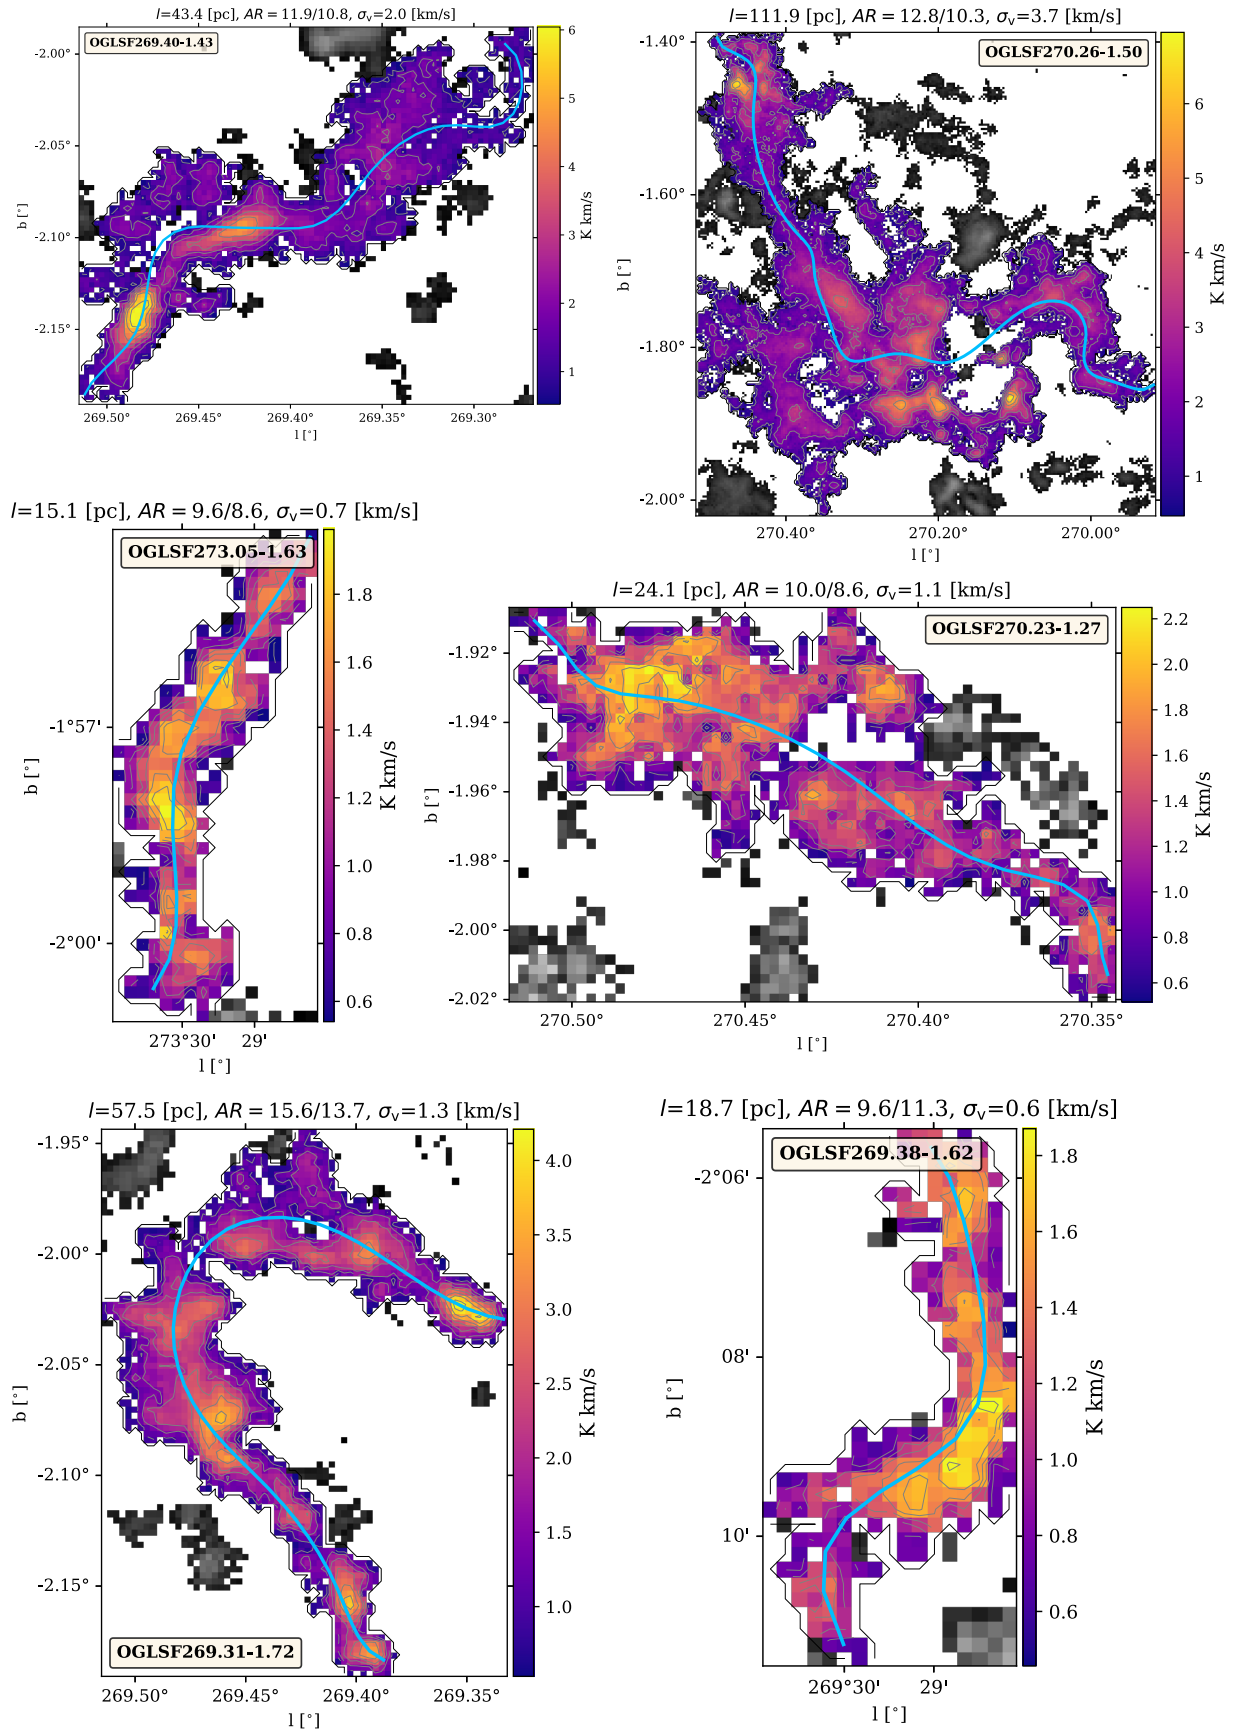 l=43.4 [pc], AR = 11.9/10.8, σv=2.0 [km/s]
OGLSF269.40-1.43
-2.00°
-2.05°
-2.10°
-2.15°
b [°]
269.50
269.45
269.40
269.35
269.30
l [°]
6
5
4
3
2
1
K km/s
l=111.9 [pc], AR = 12.8/10.3, σv=3.7 [km/s]
OGLSF270.26-1.50
-1.40°
-1.60°
-1.80°
-2.00°
b [°]
270.40
270.20
270.00
l [°]
6
5
4
3
2
1
K km/s
l=15.1 [pc], AR = 9.6/8.6, σv=0.7 [km/s]
OGLSF273.05-1.63
-1°57'
-2°00'
b [°]
273°30'
29'
l [°]
1.8
1.6
1.4
1.2
1.0
0.8
0.6
K km/s
l=24.1 [pc], AR = 10.0/8.6, σv=1.1 [km/s]
OGLSF270.23-1.27
-1.92°
-1.94°
-1.96°
-1.98°
-2.00°
-2.02°
b [°]
270.50
270.45
270.40
270.35
l [°]
2.2
2.0
1.8
1.6
1.4
1.2
1.0
0.8
0.6
K km/s
l=57.5 [pc], AR = 15.6/13.7, σv=1.3 [km/s]
-1.95°
-2.00°
-2.05°
-2.10°
-2.15°
b [°]
OGLSF269.31-1.72
269.50
269.45
269.40
269.35
l [°]
4.0
3.5
3.0
2.5
2.0
1.5
1.0
K km/s
l=18.7 [pc], AR = 9.6/11.3, σv=0.6 [km/s]
OGLSF269.38-1.62
-2°06'
08'
10'
b [°]
269°30'
29'
l [°]
1.8
1.6
1.4
1.2
1.0
0.8
0.6
K km/s